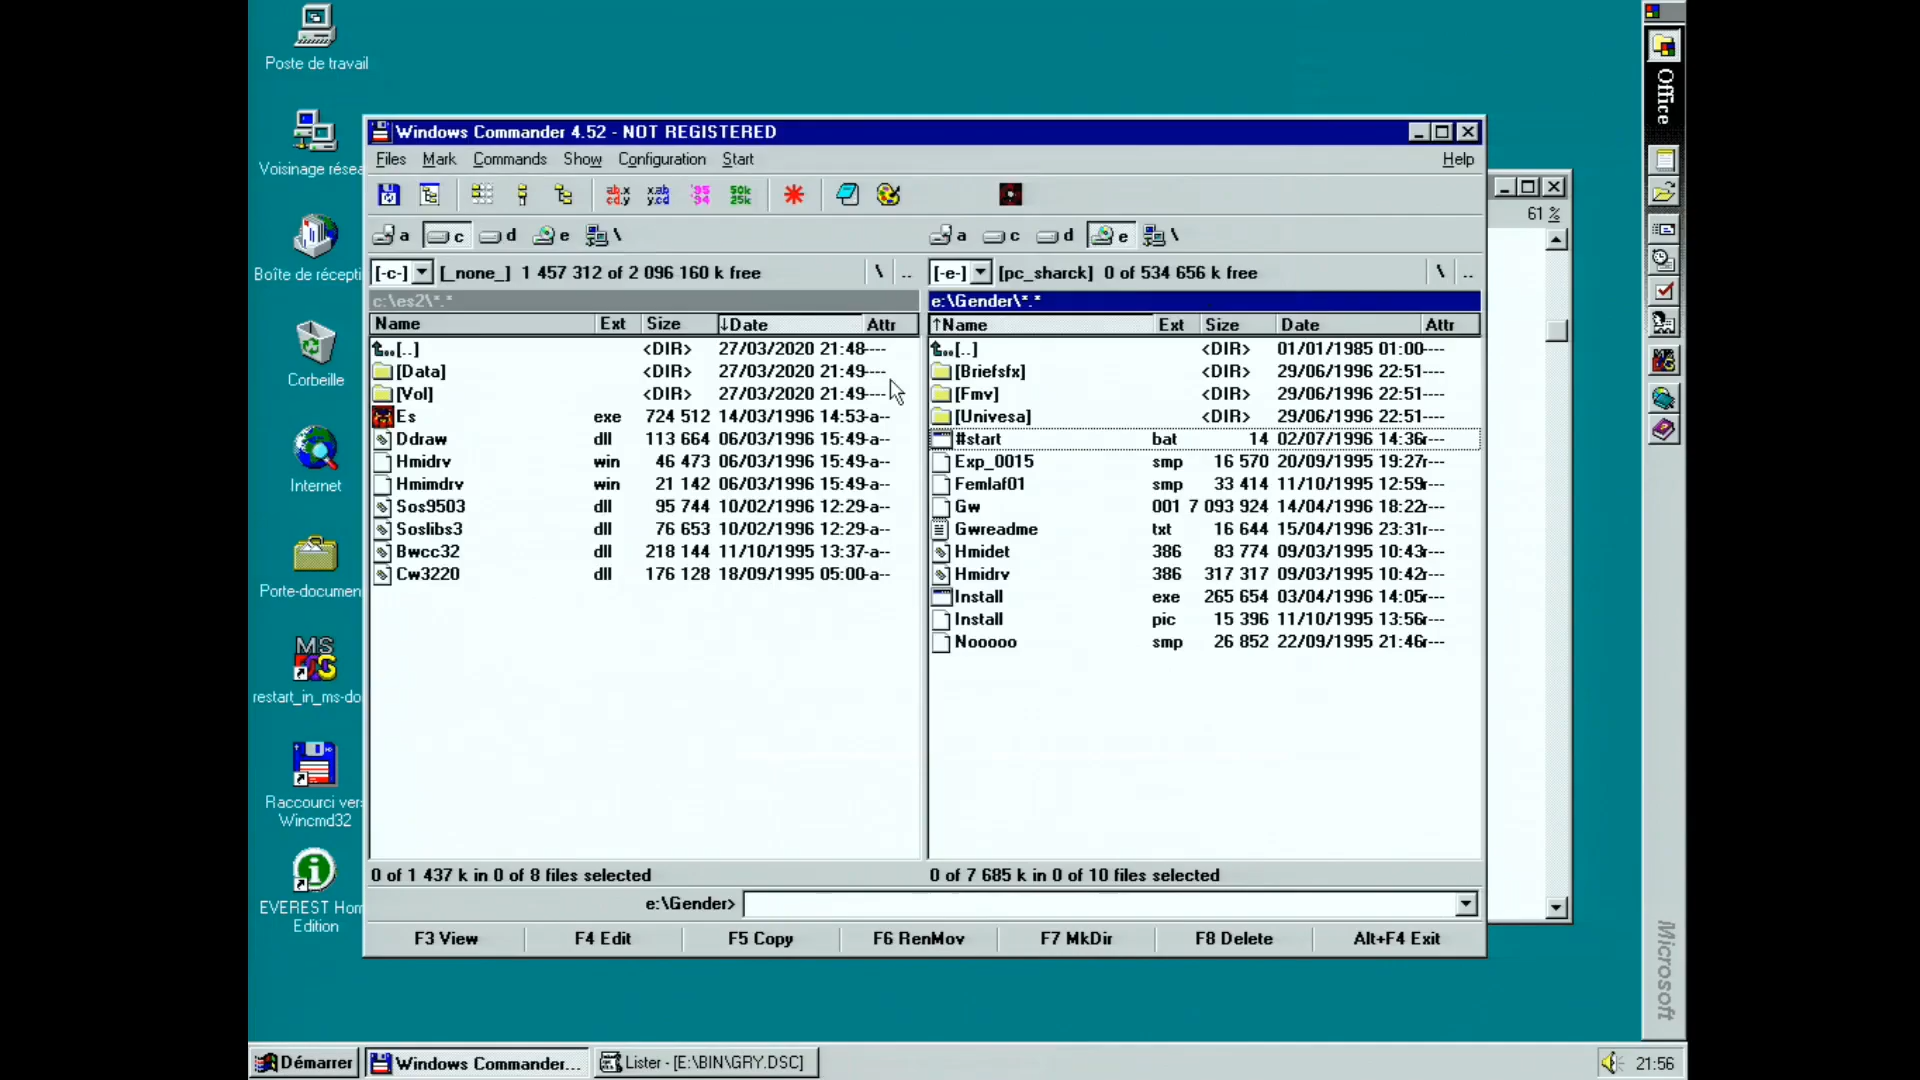 Poste de travail
Voisinage résea
Boîte de récepti
Corbeille
Internet
Porte-documen
MS
restart_in_ms-do
Raccourci ver
Wincmd32
EVEREST Hom
Edition
Windows Commander 4.52 - NOT REGISTERED
Files Mark Commands Show Configuration Start Help
a c d e \
a c d e \
[-c-] [_none_] 1 457 312 of 2 096 160 k free \ ..
[-e-] [pc_sharck] 0 of 534 656 k free \ ..
c:\es2\*.*
Name Ext Size ↓Date Attr
[..] <DIR> 27/03/2020 21:48----
[Data] <DIR> 27/03/2020 21:49----
[Vol] <DIR> 27/03/2020 21:49----
Es exe 724 512 14/03/1996 14:53-a--
Ddraw dll 113 664 06/03/1996 15:49-a--
Hmidrv win 46 473 06/03/1996 15:49-a--
Hmimdrv win 21 142 06/03/1996 15:49-a--
Sos9503 dll 95 744 10/02/1996 12:29-a--
Soslibs3 dll 76 653 10/02/1996 12:29-a--
Bwcc32 dll 218 144 11/10/1995 13:37-a--
Cw3220 dll 176 128 18/09/1995 05:00-a--
0 of 1 437 k in 0 of 8 files selected
e:\Gender\*.*
↑Name Ext Size Date Attr
[..] <DIR> 01/01/1985 01:00----
[Briefsfx] <DIR> 29/06/1996 22:51----
[Fmv] <DIR> 29/06/1996 22:51----
[Univesa] <DIR> 29/06/1996 22:51----
#start bat 14 02/07/1996 14:36r---
Exp_0015 smp 16 570 20/09/1995 19:27r---
Femlaf01 smp 33 414 11/10/1995 12:59r---
Gw 001 7 093 924 14/04/1996 18:22r---
Gwreadme txt 16 644 15/04/1996 23:31r---
Hmidet 386 83 774 09/03/1995 10:43r---
Hmidrv 386 317 317 09/03/1995 10:42r---
Install exe 265 654 03/04/1996 14:05r---
Install pic 15 396 11/10/1995 13:56r---
Nooooo smp 26 852 22/09/1995 21:46r---
0 of 7 685 k in 0 of 10 files selected
e:\Gender>
F3 View F4 Edit F5 Copy F6 RenMov F7 MkDir F8 Delete Alt+F4 Exit
61 %
Office
Microsoft
Démarrer
Windows Commander...
Lister - [E:\BIN\GRY.DSC]
21:56